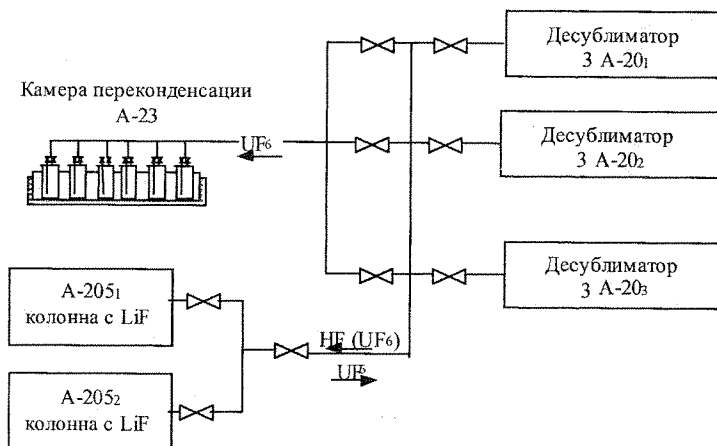 Десублиматор
3 А-20₁
Камера переконденсации
А-23
UF₆
Десублиматор
3 А-20₂
Десублиматор
3 А-20₃
А-205₁
колонна с LiF
HF (UF₆)
UF₆
А-205₂
колонна с LiF